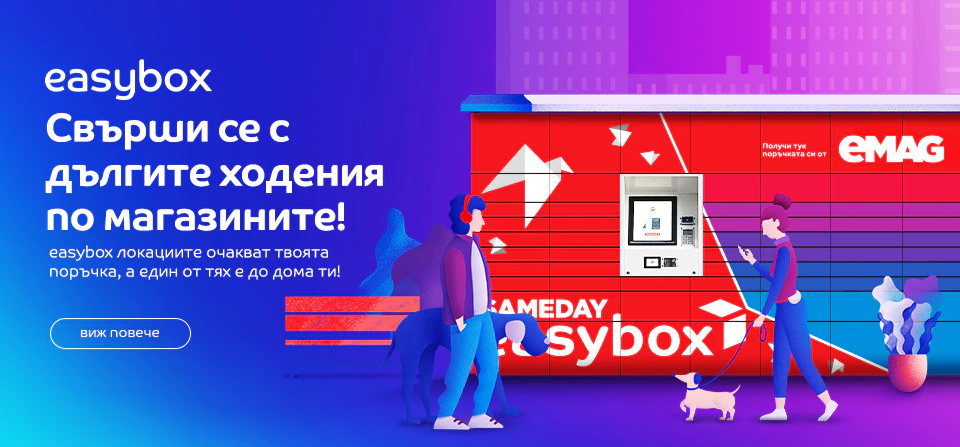 easybox
Свърши се с
дългите ходения
по магазините!
easybox локациите очакват твоята
поръчка, а един от тях е до дома ти!
виж повече
Получи тук
поръчката си от
eMAG
SAMEDAY
easybox